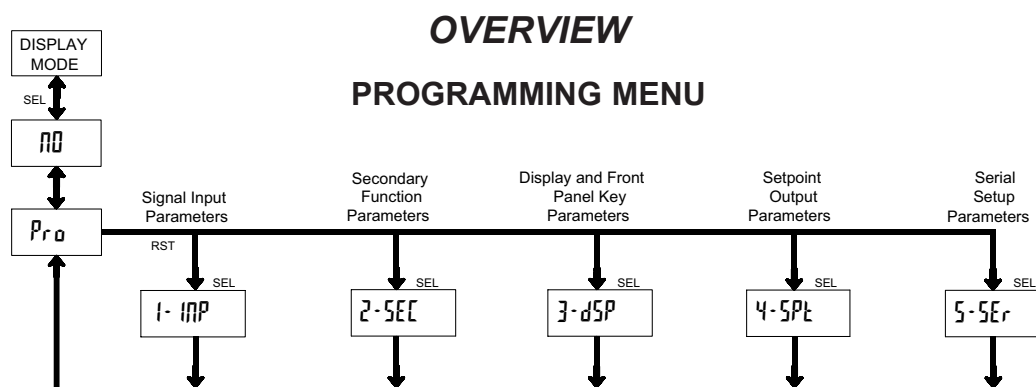 OVERVIEW
PROGRAMMING MENU
DISPLAY
MODE
SEL
NO
Pro
RST
Signal Input
Parameters
SEL
1-INP
Secondary
Function
Parameters
SEL
2-SEC
Display and Front
Panel Key
Parameters
SEL
3-dSP
Setpoint
Output
Parameters
SEL
4-SPt
Serial
Setup
Parameters
SEL
5-SEr